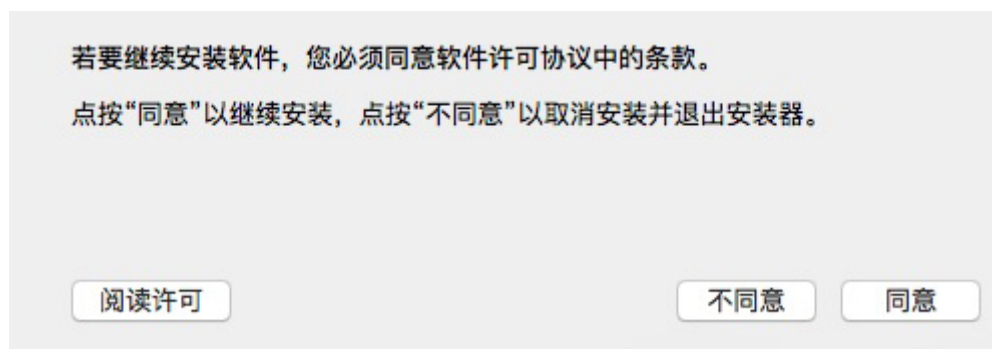 若要继续安装软件，您必须同意软件许可协议中的条款。
点按“同意”以继续安装，点按“不同意”以取消安装并退出安装器。
阅读许可
不同意
同意